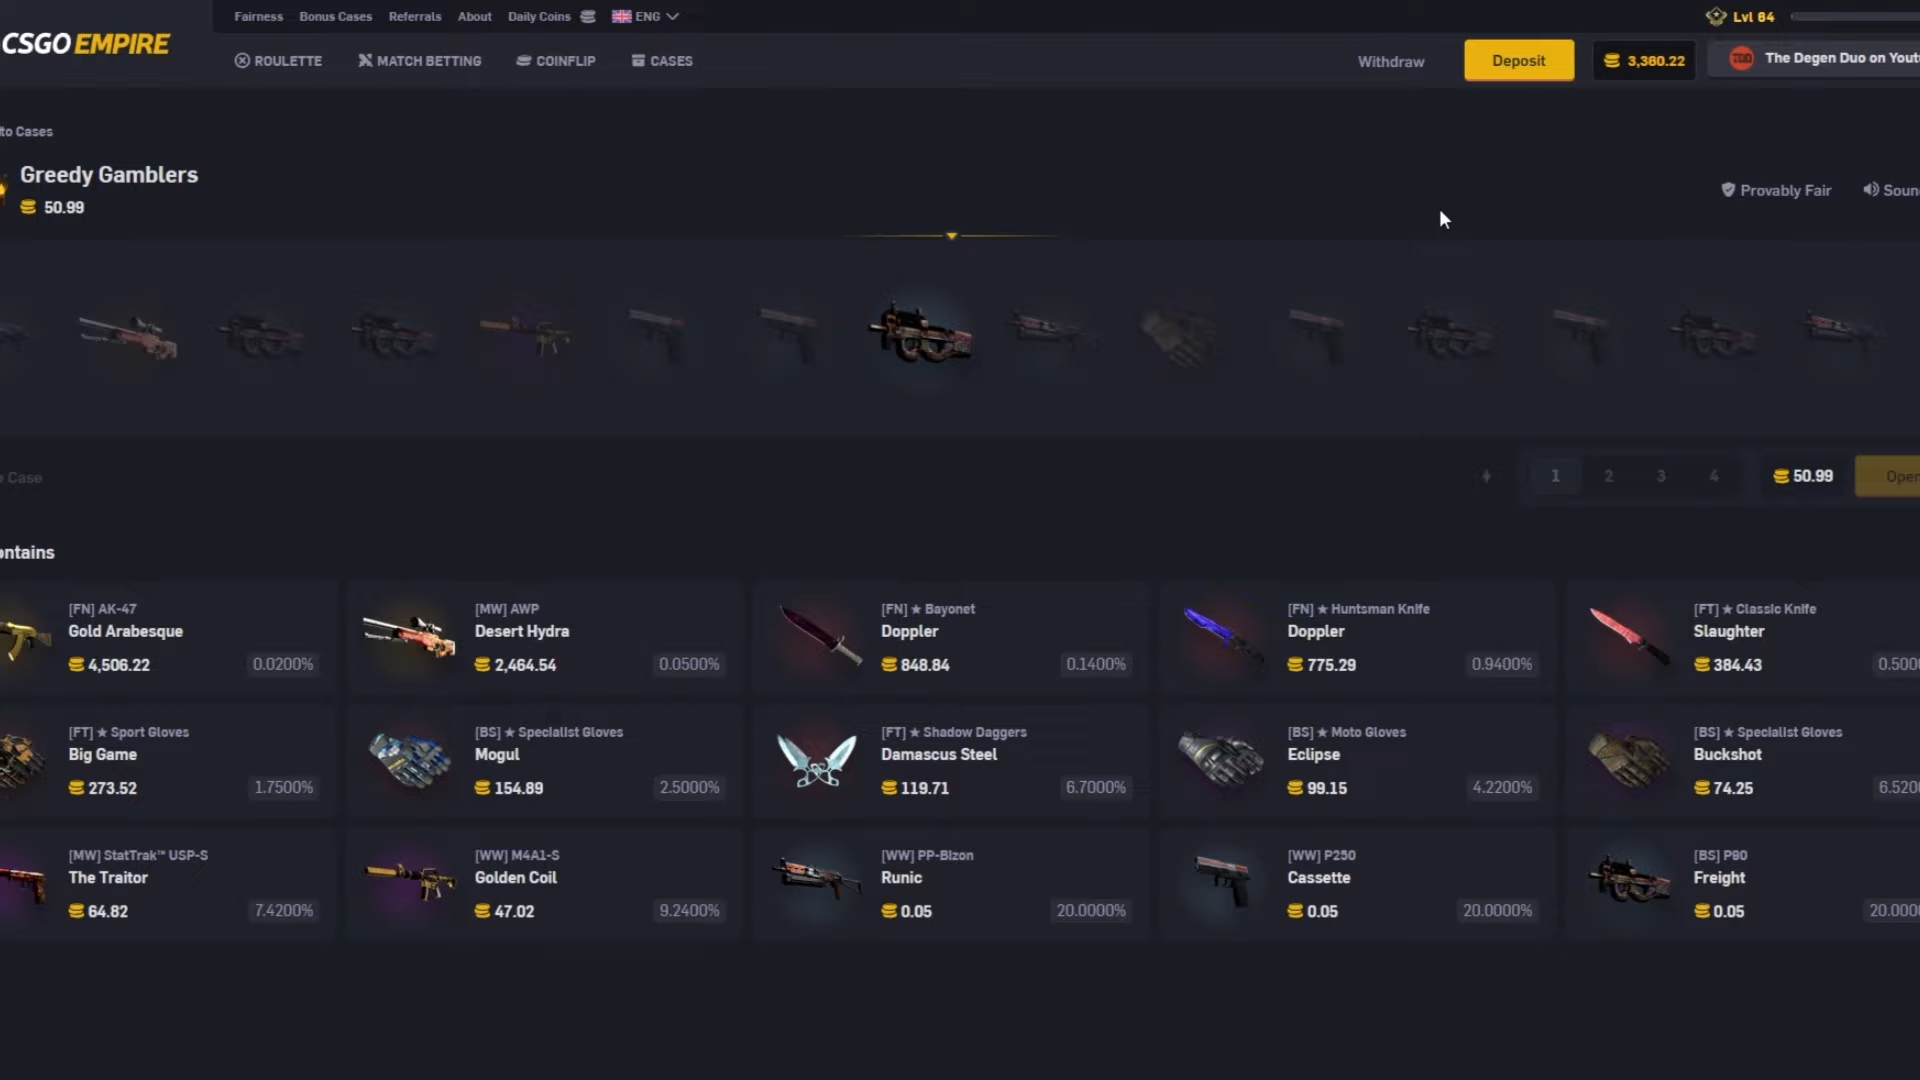 Fairness Bonus Cases Referrals About Daily Coins ENG Lvl 84
CSGOEMPIRE
ROULETTE MATCH BETTING COINFLIP CASES Withdraw Deposit 3,360.22 The Degen Duo on Yout
to Cases
Greedy Gamblers
50.99
Provably Fair Soun
Case
1 2 3 4 50.99 Open
ontains
[FN] AK-47
Gold Arabesque
4,506.22 0.0200%
[MW] AWP
Desert Hydra
2,464.54 0.0500%
[FN] ★ Bayonet
Doppler
848.84 0.1400%
[FN] ★ Huntsman Knife
Doppler
775.29 0.9400%
[FT] ★ Classic Knife
Slaughter
384.43 0.5000
[FT] ★ Sport Gloves
Big Game
273.52 1.7500%
[BS] ★ Specialist Gloves
Mogul
154.89 2.5000%
[FT] ★ Shadow Daggers
Damascus Steel
119.71 6.7000%
[BS] ★ Moto Gloves
Eclipse
99.15 4.2200%
[BS] ★ Specialist Gloves
Buckshot
74.25 6.5200
[MW] StatTrak™ USP-S
The Traitor
64.82 7.4200%
[WW] M4A1-S
Golden Coil
47.02 9.2400%
[WW] PP-Bizon
Runic
0.05 20.0000%
[WW] P250
Cassette
0.05 20.0000%
[BS] P90
Freight
0.05 20.0000